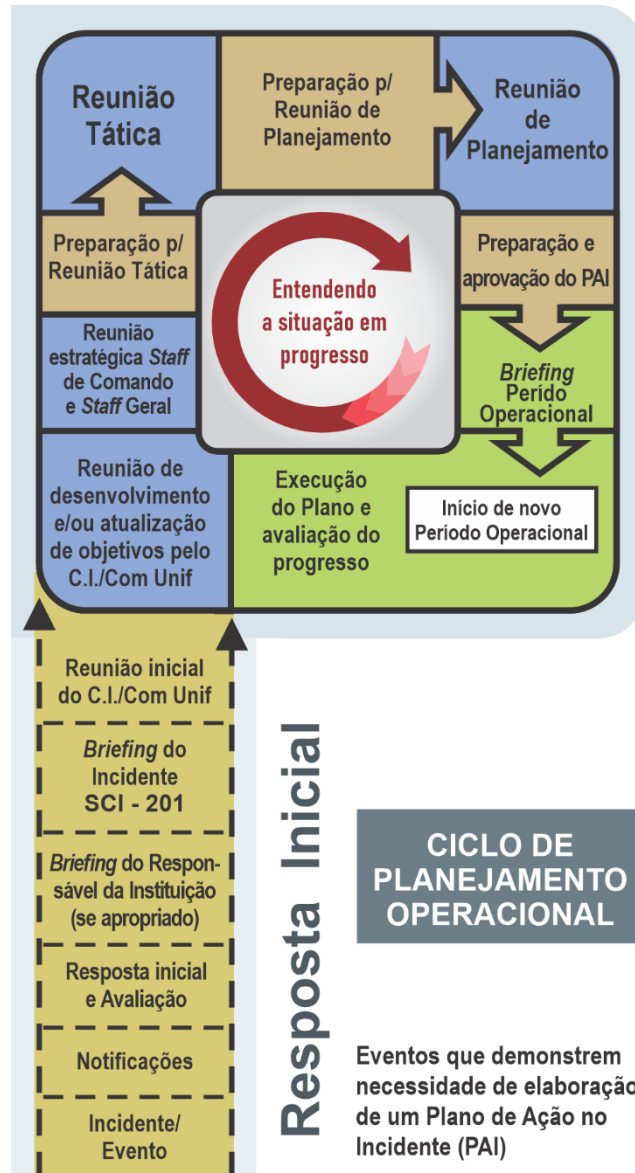 Reunião
Tática
Preparação p/
Reunião de
Planejamento
Reunião
de
Planejamento
Preparação p/
Reunião Tática
Entendendo
a situação em
progresso
Preparação e
aprovação do PAI
Reunião
estratégica Staff
de Comando
e Staff Geral
Briefing
Perído
Operacional
Reunião de
desenvolvimento
e/ou atualização
de objetivos pelo
C.I./Com Unif
Execução
do Plano e
avaliação do
progresso
Início de novo
Período Operacional
Reunião inicial
do C.I./Com Unif
Briefing do
Incidente
SCI - 201
Briefing do Respon-
sável da Instituição
(se apropriado)
Resposta inicial
e Avaliação
Notificações
Incidente/
Evento
Resposta Inicial
CICLO DE
PLANEJAMENTO
OPERACIONAL
Eventos que demonstrem
necessidade de elaboração
de um Plano de Ação no
Incidente (PAI)